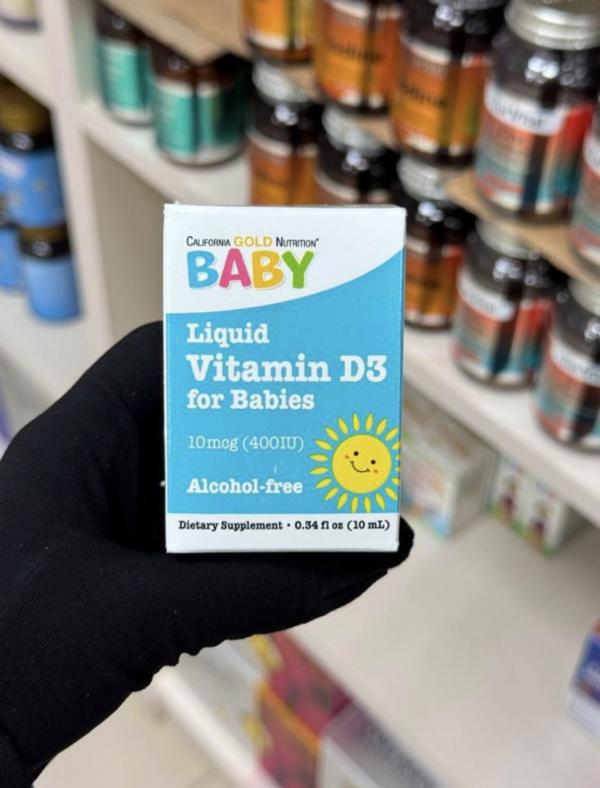 CALIFORNIA GOLD NUTRITION®
BABY
Liquid
Vitamin D3
for Babies
10mcg (400IU)
Alcohol-free
Dietary Supplement • 0.34 fl oz (10 mL)